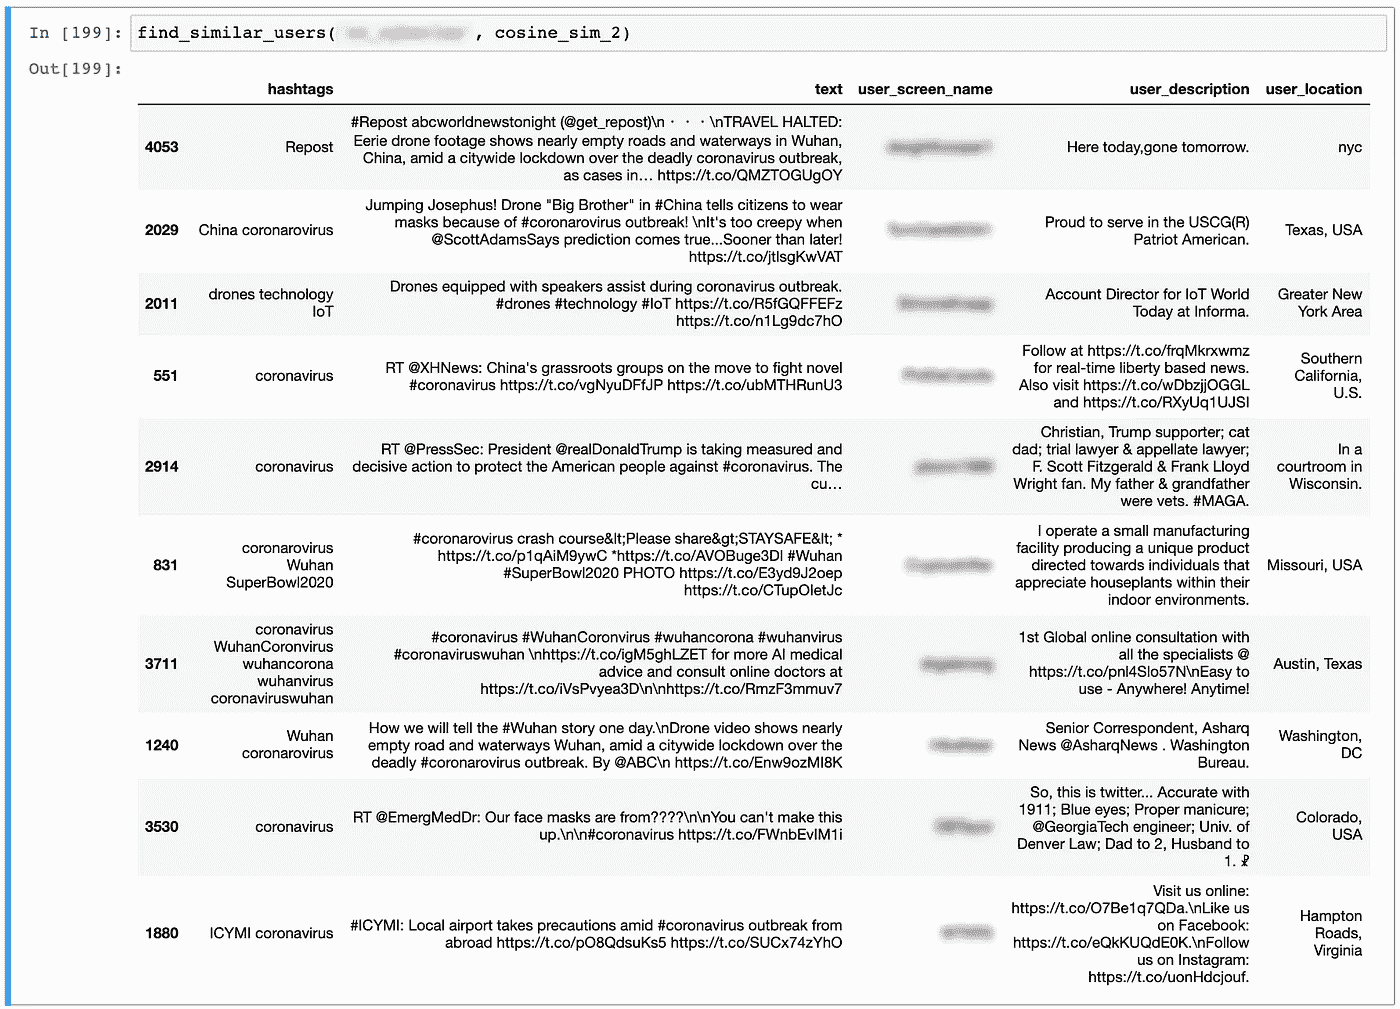 In [199]: find_similar_users( , cosine_sim_2)
Out[199]:
hashtags text user_screen_name user_description user_location
4053 Repost #Repost abcworldnewstonight (@get_repost)\n · · · \nTRAVEL HALTED:
Eerie drone footage shows nearly empty roads and waterways in Wuhan,
China, amid a citywide lockdown over the deadly coronavirus outbreak,
as cases in… https://t.co/QMZTOGUgOY
Here today,gone tomorrow.
nyc
2029 China coronarovirus
Jumping Josephus! Drone "Big Brother" in #China tells citizens to wear
masks because of #coronarovirus outbreak! \nIt's too creepy when
@ScottAdamsSays prediction comes true...Sooner than later!
https://t.co/jtlsgKwVAT
Proud to serve in the USCG(R)
Patriot American.
Texas, USA
2011
drones technology
IoT
Drones equipped with speakers assist during coronavirus outbreak.
#drones #technology #IoT https://t.co/R5fGQFFEFz
https://t.co/n1Lg9dc7hO
Account Director for IoT World
Today at Informa.
Greater New
York Area
551 coronavirus
RT @XHNews: China's grassroots groups on the move to fight novel
#coronavirus https://t.co/vgNyuDFfJP https://t.co/ubMTHRunU3
Follow at https://t.co/frqMkrxwmz
for real-time liberty based news.
Also visit https://t.co/wDbzjjOGGL
and https://t.co/RXyUq1UJSI
Southern
California,
U.S.
2914 coronavirus
RT @PressSec: President @realDonaldTrump is taking measured and
decisive action to protect the American people against #coronavirus. The
cu…
Christian, Trump supporter; cat
dad; trial lawyer & appellate lawyer;
F. Scott Fitzgerald & Frank Lloyd
Wright fan. My father & grandfather
were vets. #MAGA.
In a
courtroom in
Wisconsin.
831
coronarovirus
Wuhan
SuperBowl2020
#coronarovirus crash course&lt;Please share&gt;STAYSAFE&lt; *
https://t.co/p1qAiM9ywC *https://t.co/AVOBuge3Dl #Wuhan
#SuperBowl2020 PHOTO https://t.co/E3yd9J2oep
https://t.co/CTupOletJc
I operate a small manufacturing
facility producing a unique product
directed towards individuals that
appreciate houseplants within their
indoor environments.
Missouri, USA
3711
coronavirus
WuhanCoronvirus
wuhancorona
wuhanvirus
coronaviruswuhan
#coronavirus #WuhanCoronvirus #wuhancorona #wuhanvirus
#coronaviruswuhan \nhttps://t.co/igM5ghLZET for more AI medical
advice and consult online doctors at
https://t.co/iVsPvyea3D\n\nhttps://t.co/RmzF3mmuv7
1st Global online consultation with
all the specialists @
https://t.co/pnl4Slo57N\nEasy to
use - Anywhere! Anytime!
Austin, Texas
1240
Wuhan
coronarovirus
How we will tell the #Wuhan story one day.\nDrone video shows nearly
empty road and waterways Wuhan, amid a citywide lockdown over the
deadly #coronarovirus outbreak. By @ABC\n https://t.co/Enw9ozMI8K
Senior Correspondent, Asharq
News @AsharqNews . Washington
Bureau.
Washington,
DC
3530 coronavirus
RT @EmergMedDr: Our face masks are from????\n\nYou can't make this
up.\n\n#coronavirus https://t.co/FWnbEvIM1i
So, this is twitter... Accurate with
1911; Blue eyes; Proper manicure;
@GeorgiaTech engineer; Univ. of
Denver Law; Dad to 2, Husband to
1. ☧
Colorado,
USA
1880 ICYMI coronavirus
#ICYMI: Local airport takes precautions amid #coronavirus outbreak from
abroad https://t.co/pO8QdsuKs5 https://t.co/SUCx74zYhO
Visit us online:
https://t.co/O7Be1q7QDa.\nLike us
on Facebook:
https://t.co/eQkKUQdE0K.\nFollow
us on Instagram:
https://t.co/uonHdcjouf.
Hampton
Roads,
Virginia